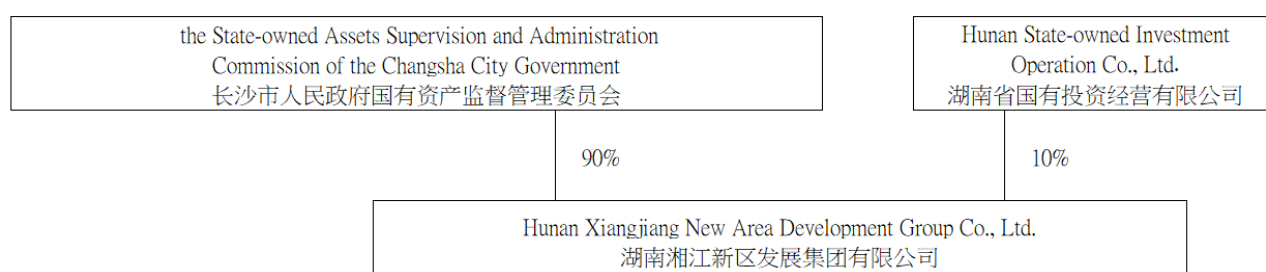 the State-owned Assets Supervision and Administration
Commission of the Changsha City Government
长沙市人民政府国有资产监督管理委员会
Hunan State-owned Investment
Operation Co., Ltd.
湖南省国有投资经营有限公司
90%
10%
Hunan Xiangjiang New Area Development Group Co., Ltd.
湖南湘江新区发展集团有限公司